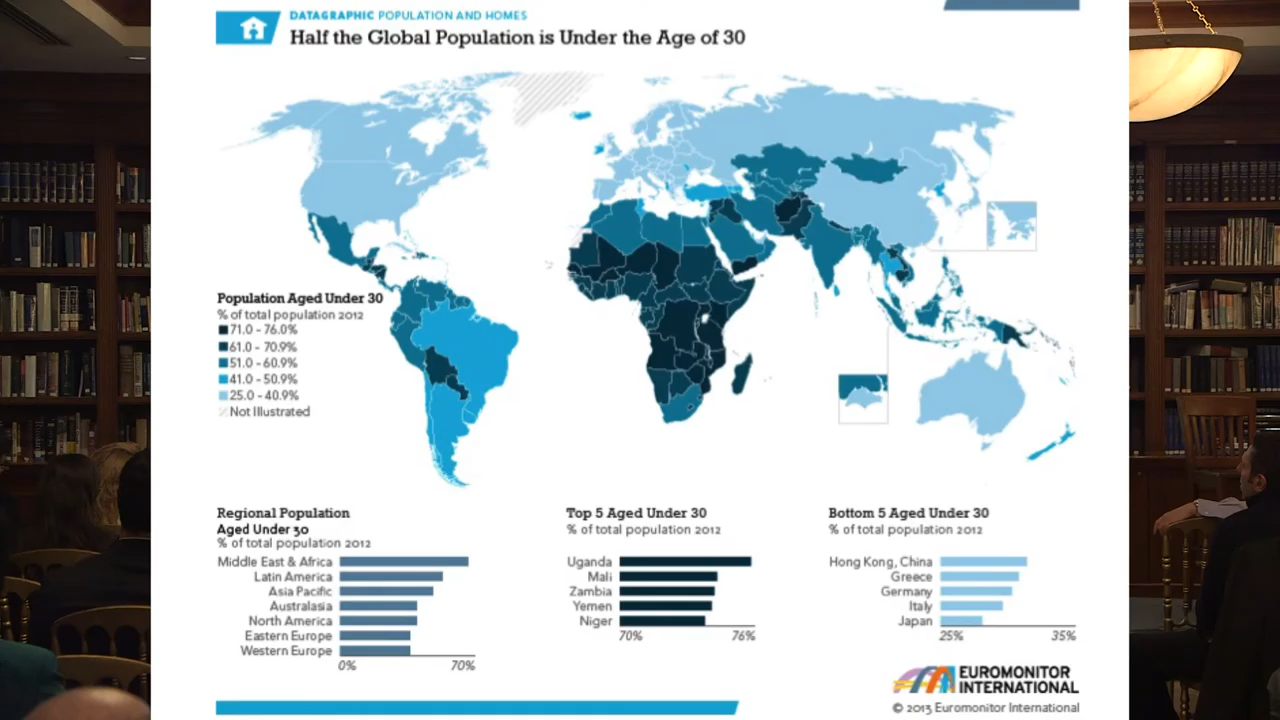 DATAGRAPHIC POPULATION AND HOMES
Half the Global Population is Under the Age of 30
Population Aged Under 30
% of total population 2012
71.0 - 76.0%
61.0 - 70.9%
51.0 - 60.9%
41.0 - 50.9%
25.0 - 40.9%
Not Illustrated
Regional Population
Aged Under 30
% of total population 2012
Middle East & Africa
Latin America
Asia Pacific
Australasia
North America
Eastern Europe
Western Europe
0% 70%
Top 5 Aged Under 30
% of total population 2012
Uganda
Mali
Zambia
Yemen
Niger
70% 76%
Bottom 5 Aged Under 30
% of total population 2012
Hong Kong, China
Greece
Germany
Italy
Japan
25% 35%
EUROMONITOR
INTERNATIONAL
© 2013 Euromonitor International